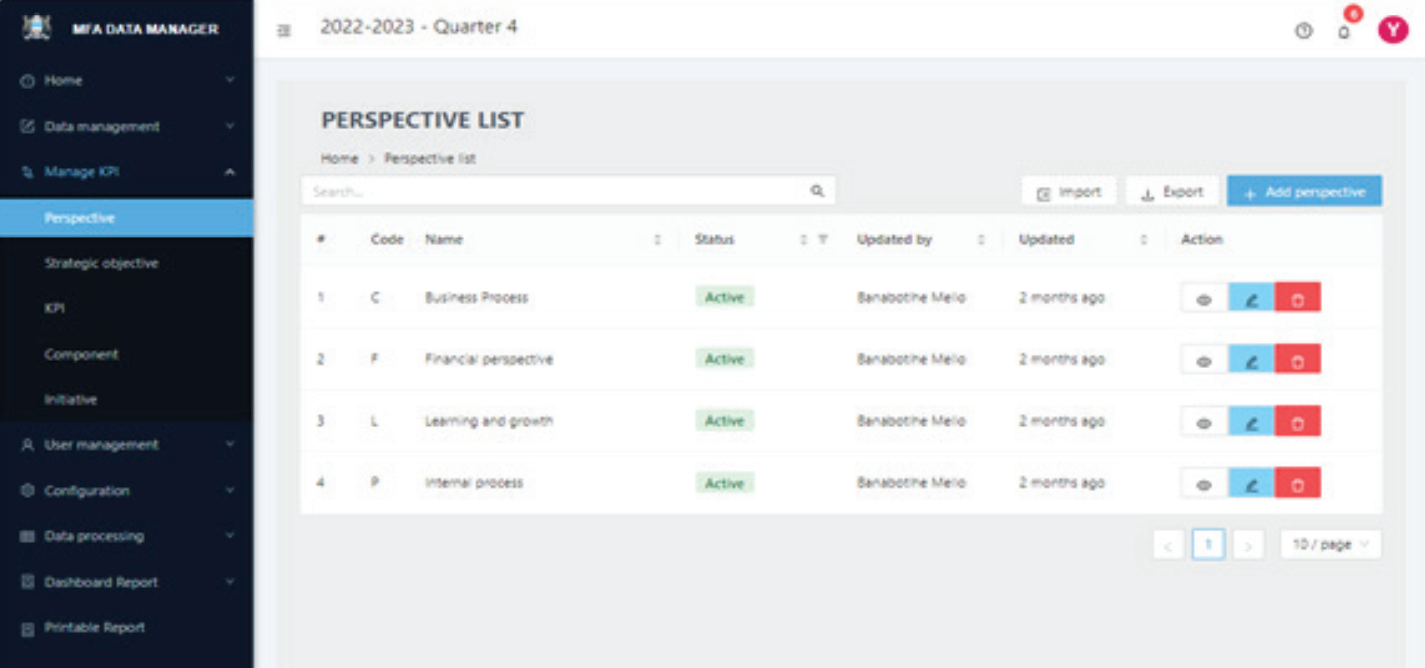 MFA DATA MANAGER
2022-2023 - Quarter 4
6
Y
Home
Data management
Manage KPI
Perspective
Strategic objective
KPI
Component
Initiative
User management
Configuration
Data processing
Dashboard Report
Printable Report
PERSPECTIVE LIST
Home > Perspective list
Search...
Import
Export
+ Add perspective
# Code Name Status Updated by Updated Action
1 C Business Process Active Banabotlhe Mello 2 months ago
2 F Financial perspective Active Banabotlhe Mello 2 months ago
3 L Learning and growth Active Banabotlhe Mello 2 months ago
4 P Internal process Active Banabotlhe Mello 2 months ago
< 1 > 10 / page